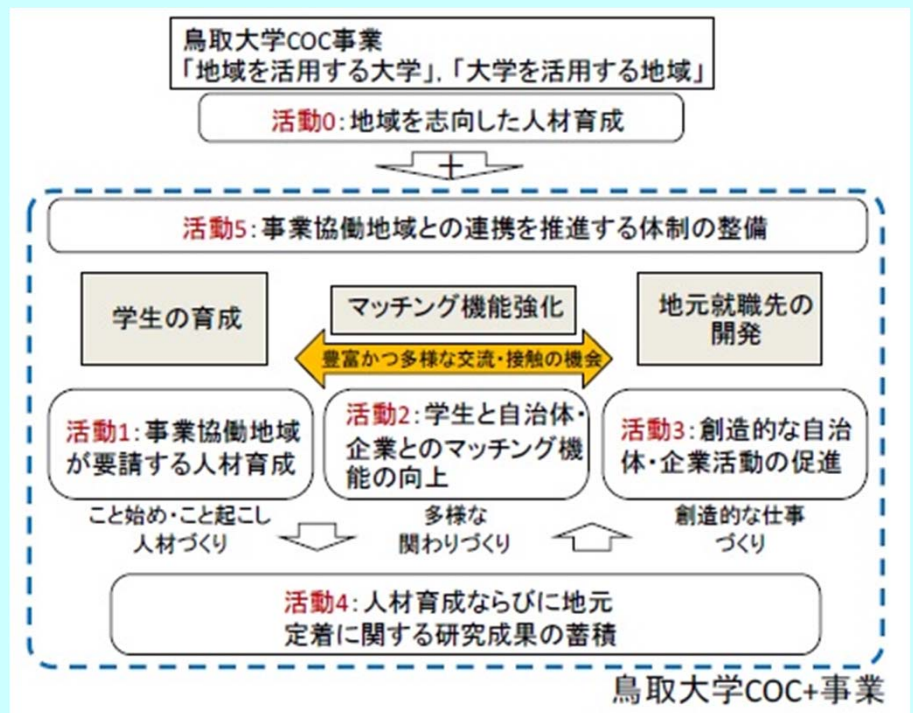 鳥取大学COC事業
「地域を活用する大学」,「大学を活用する地域」
活動0：地域を志向した人材育成
＋
活動5：事業協働地域との連携を推進する体制の整備
学生の育成
マッチング機能強化
地元就職先の
開発
豊富かつ多様な交流・接触の機会
活動1：事業協働地域
が要請する人材育成
活動2：学生と自治体・
企業とのマッチング機
能の向上
活動3：創造的な自治
体・企業活動の促進
こと始め・こと起こし
人材づくり
多様な
関わりづくり
創造的な仕事
づくり
活動4：人材育成ならびに地元
定着に関する研究成果の蓄積
鳥取大学COC+事業